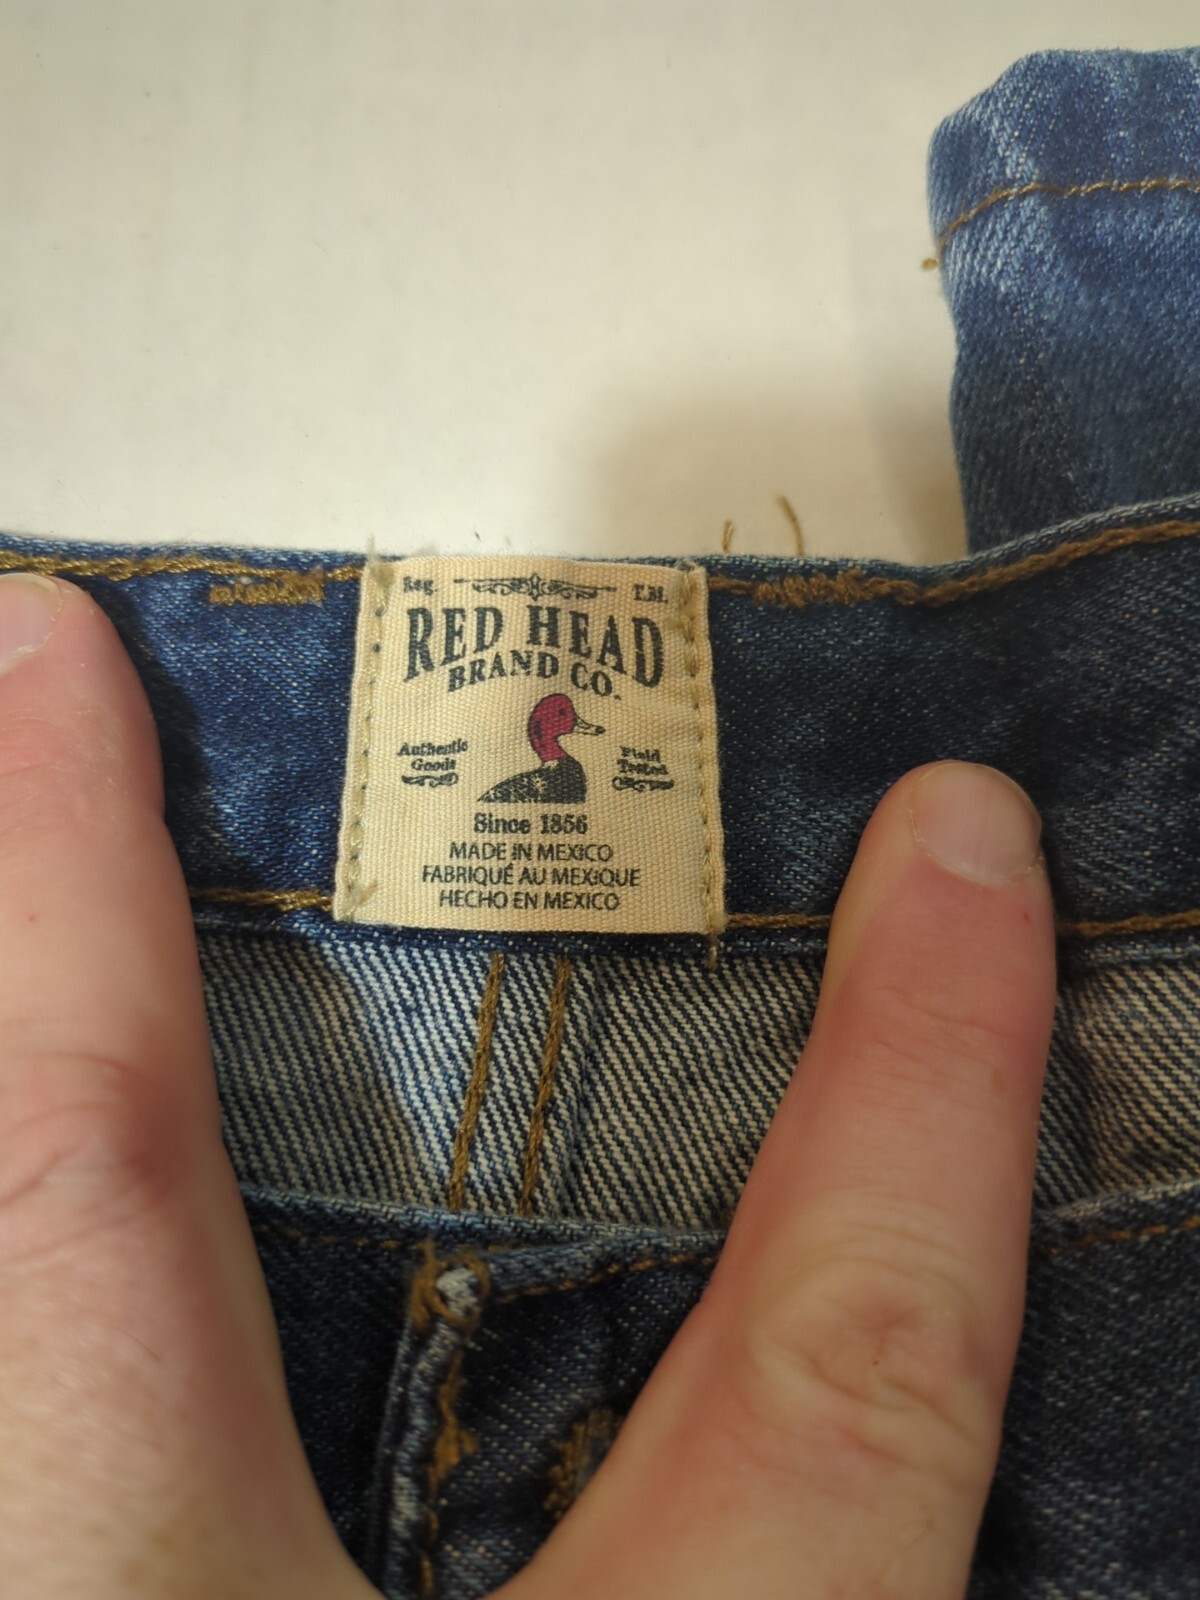 Reg. T.M.
RED HEAD
BRAND CO.
Authentic Goods
Field Tested
Since 1856
MADE IN MEXICO
FABRIQUÉ AU MEXIQUE
HECHO EN MEXICO